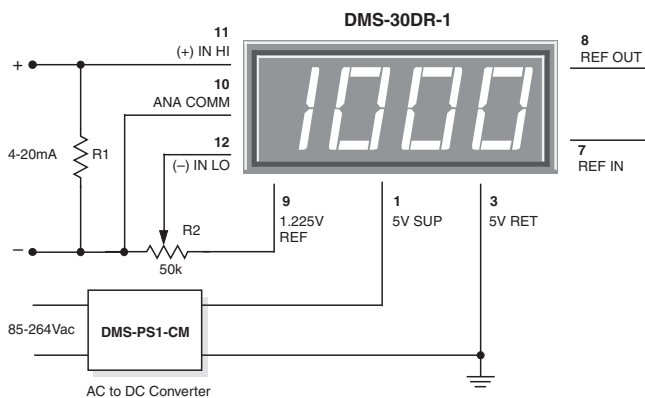 DMS-30DR-1
11
(+) IN HI
8
REF OUT
1000
+
10
ANA COMM
12
(–) IN LO
7
REF IN
4-20mA
R1
9
1.225V
REF
1
5V SUP
3
5V RET
R2
–
50k
85-264Vac
DMS-PS1-CM
AC to DC Converter